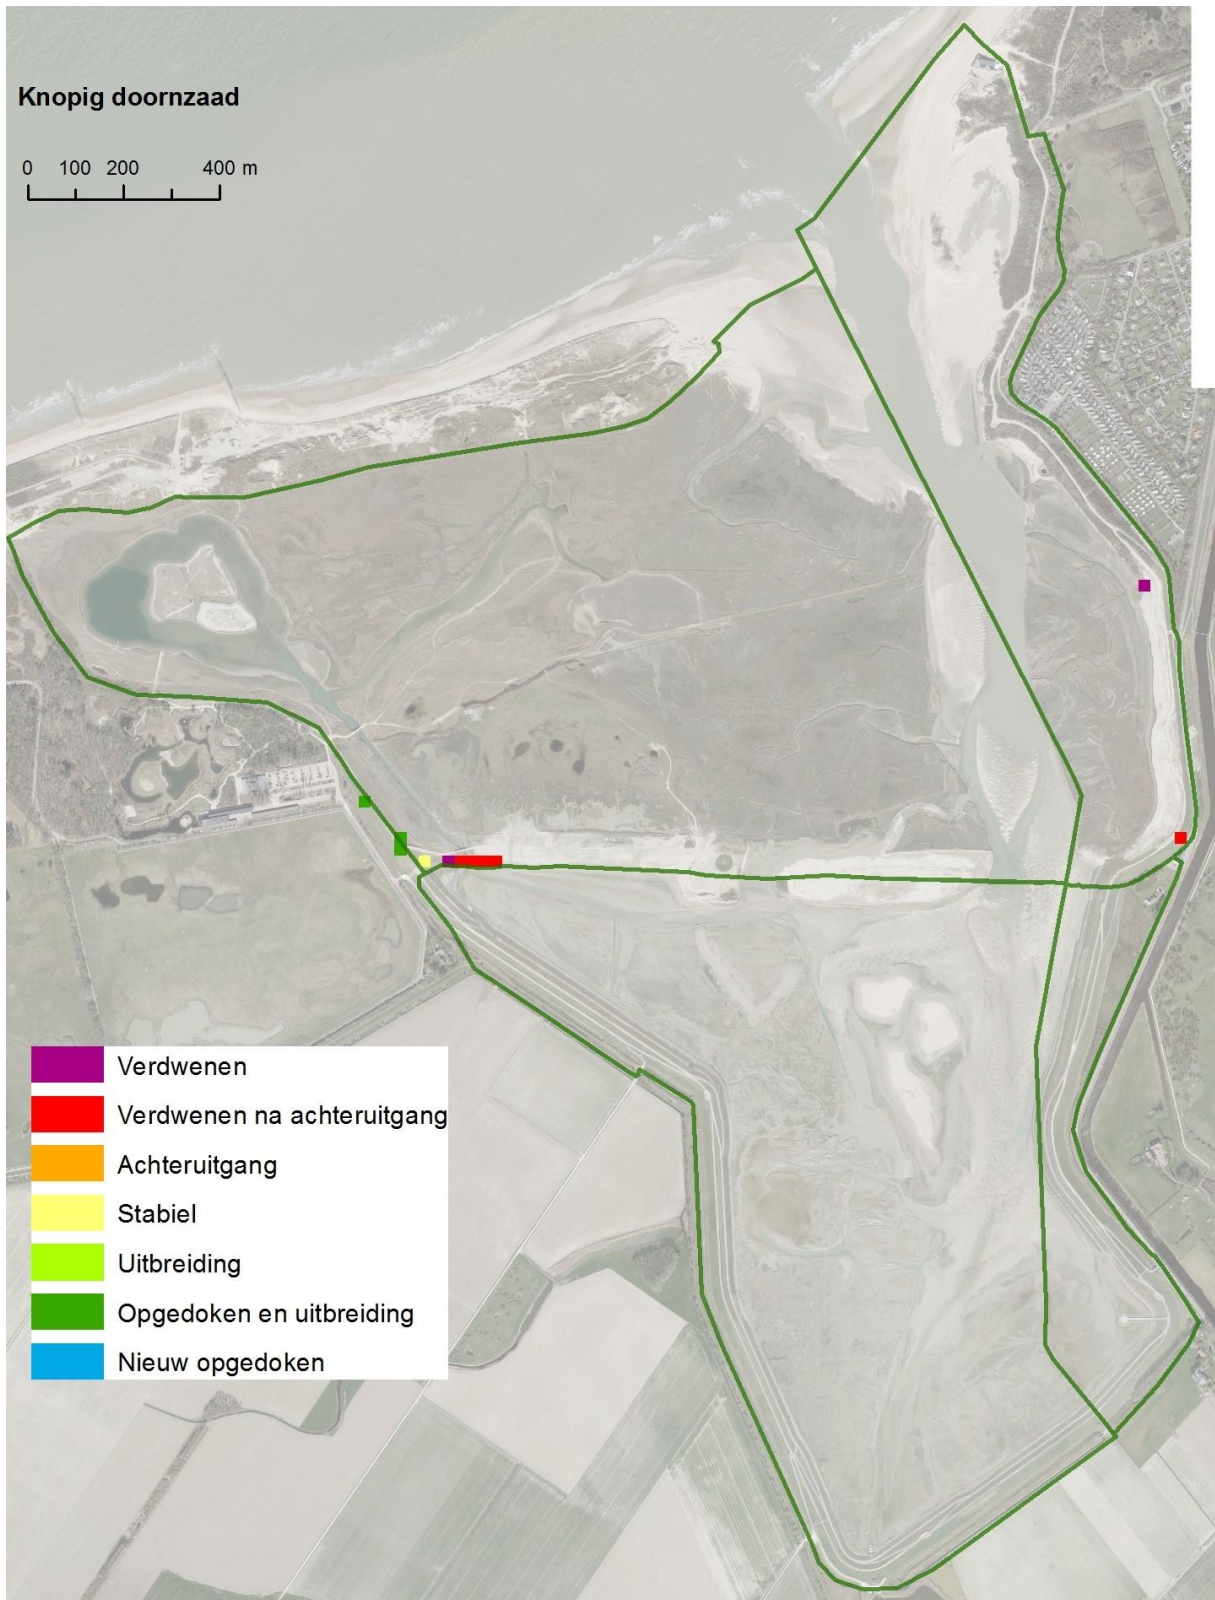 Knopig doornzaad
0 100 200 400 m
Verdwenen
Verdwenen na achteruitgang
Achteruitgang
Stabiel
Uitbreiding
Opgedoken en uitbreiding
Nieuw opgedoken